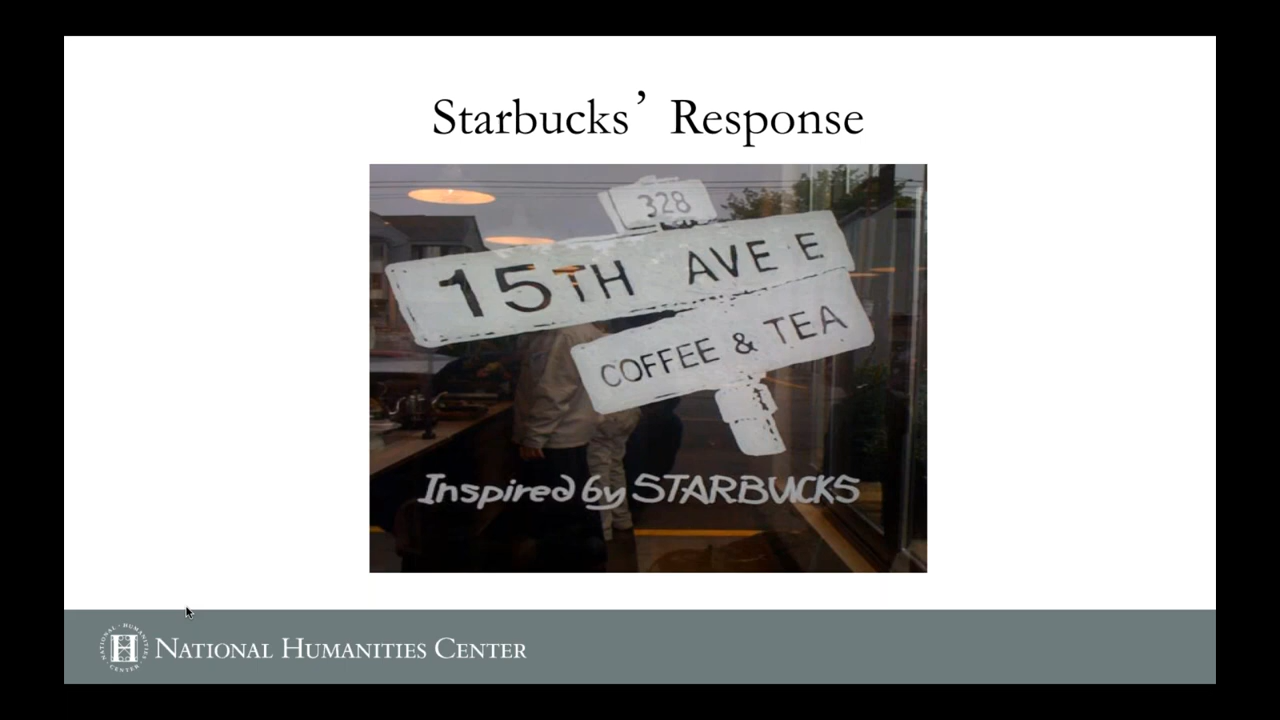 Starbucks’ Response
328
15TH AVE E
COFFEE & TEA
Inspired by STARBUCKS
NATIONAL HUMANITIES CENTER